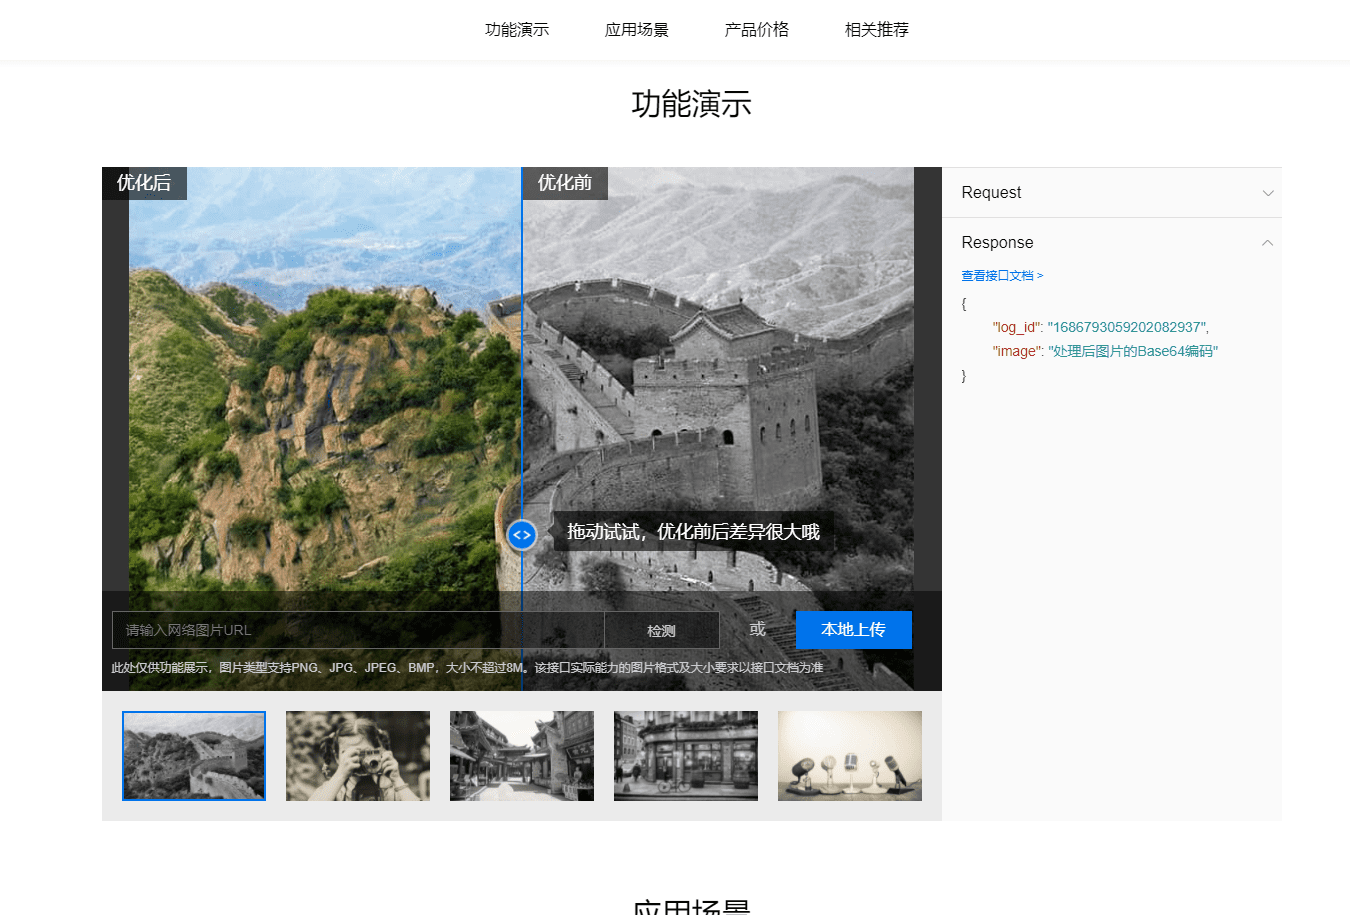 功能演示 应用场景 产品价格 相关推荐
功能演示
优化后
优化前
拖动试试，优化前后差异很大哦
请输入网络图片URL
检测
或
本地上传
此处仅供功能展示，图片类型支持PNG、JPG、JPEG、BMP，大小不超过8M。该接口实际能力的图片格式及大小要求以接口文档为准
Request
Response
查看接口文档 >
{
"log_id": "1686793059202082937",
"image": "处理后图片的Base64编码"
}
应用场景